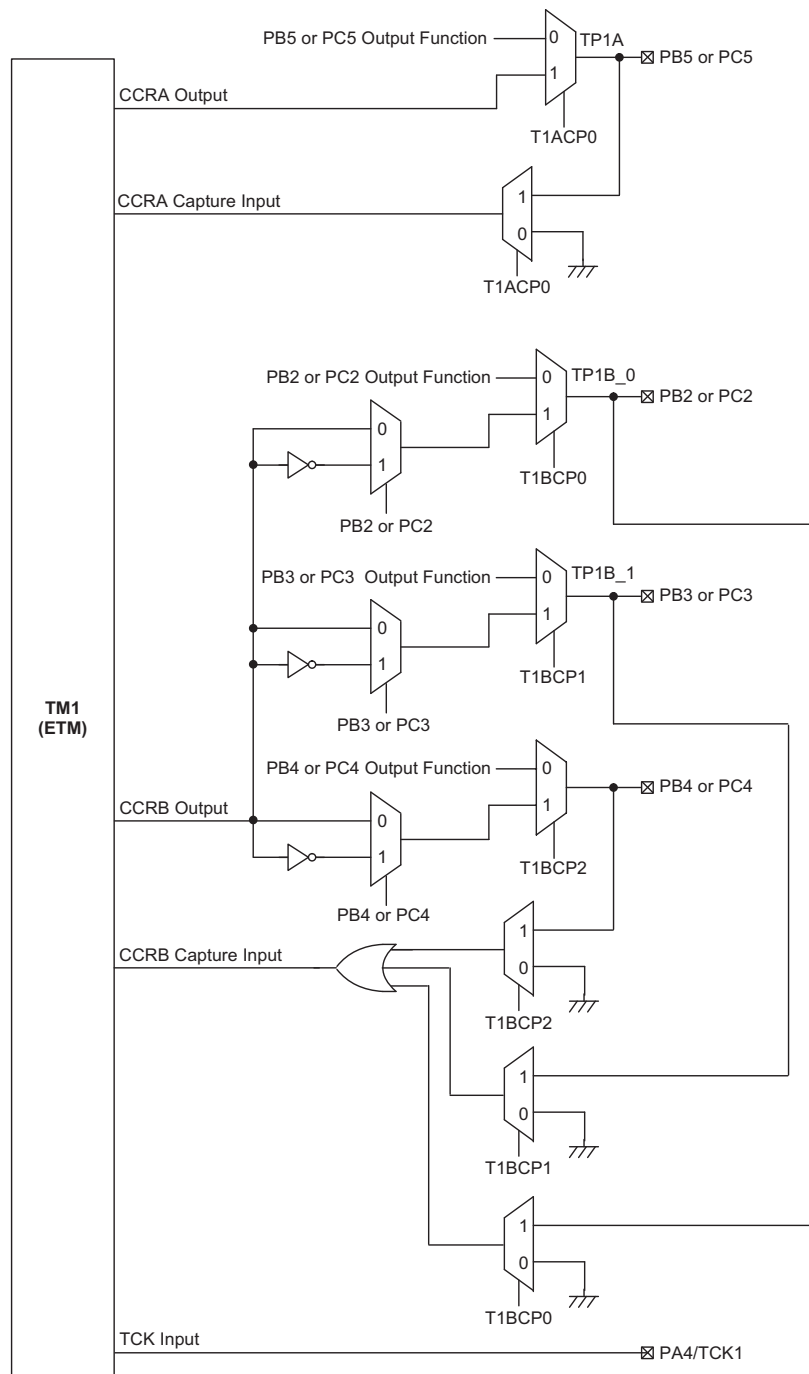 PB5 or PC5 Output Function
0
TP1A
PB5 or PC5
1
CCRA Output
T1ACP0
CCRA Capture Input
1
0
T1ACP0
PB2 or PC2 Output Function
0
TP1B_0
PB2 or PC2
1
0
1
T1BCP0
PB2 or PC2
PB3 or PC3 Output Function
0
TP1B_1
PB3 or PC3
1
0
1
T1BCP1
TM1
(ETM)
PB3 or PC3
PB4 or PC4 Output Function
0
PB4 or PC4
1
CCRB Output
0
1
T1BCP2
PB4 or PC4
1
CCRB Capture Input
0
T1BCP2
1
0
T1BCP1
1
0
T1BCP0
TCK Input
PA4/TCK1